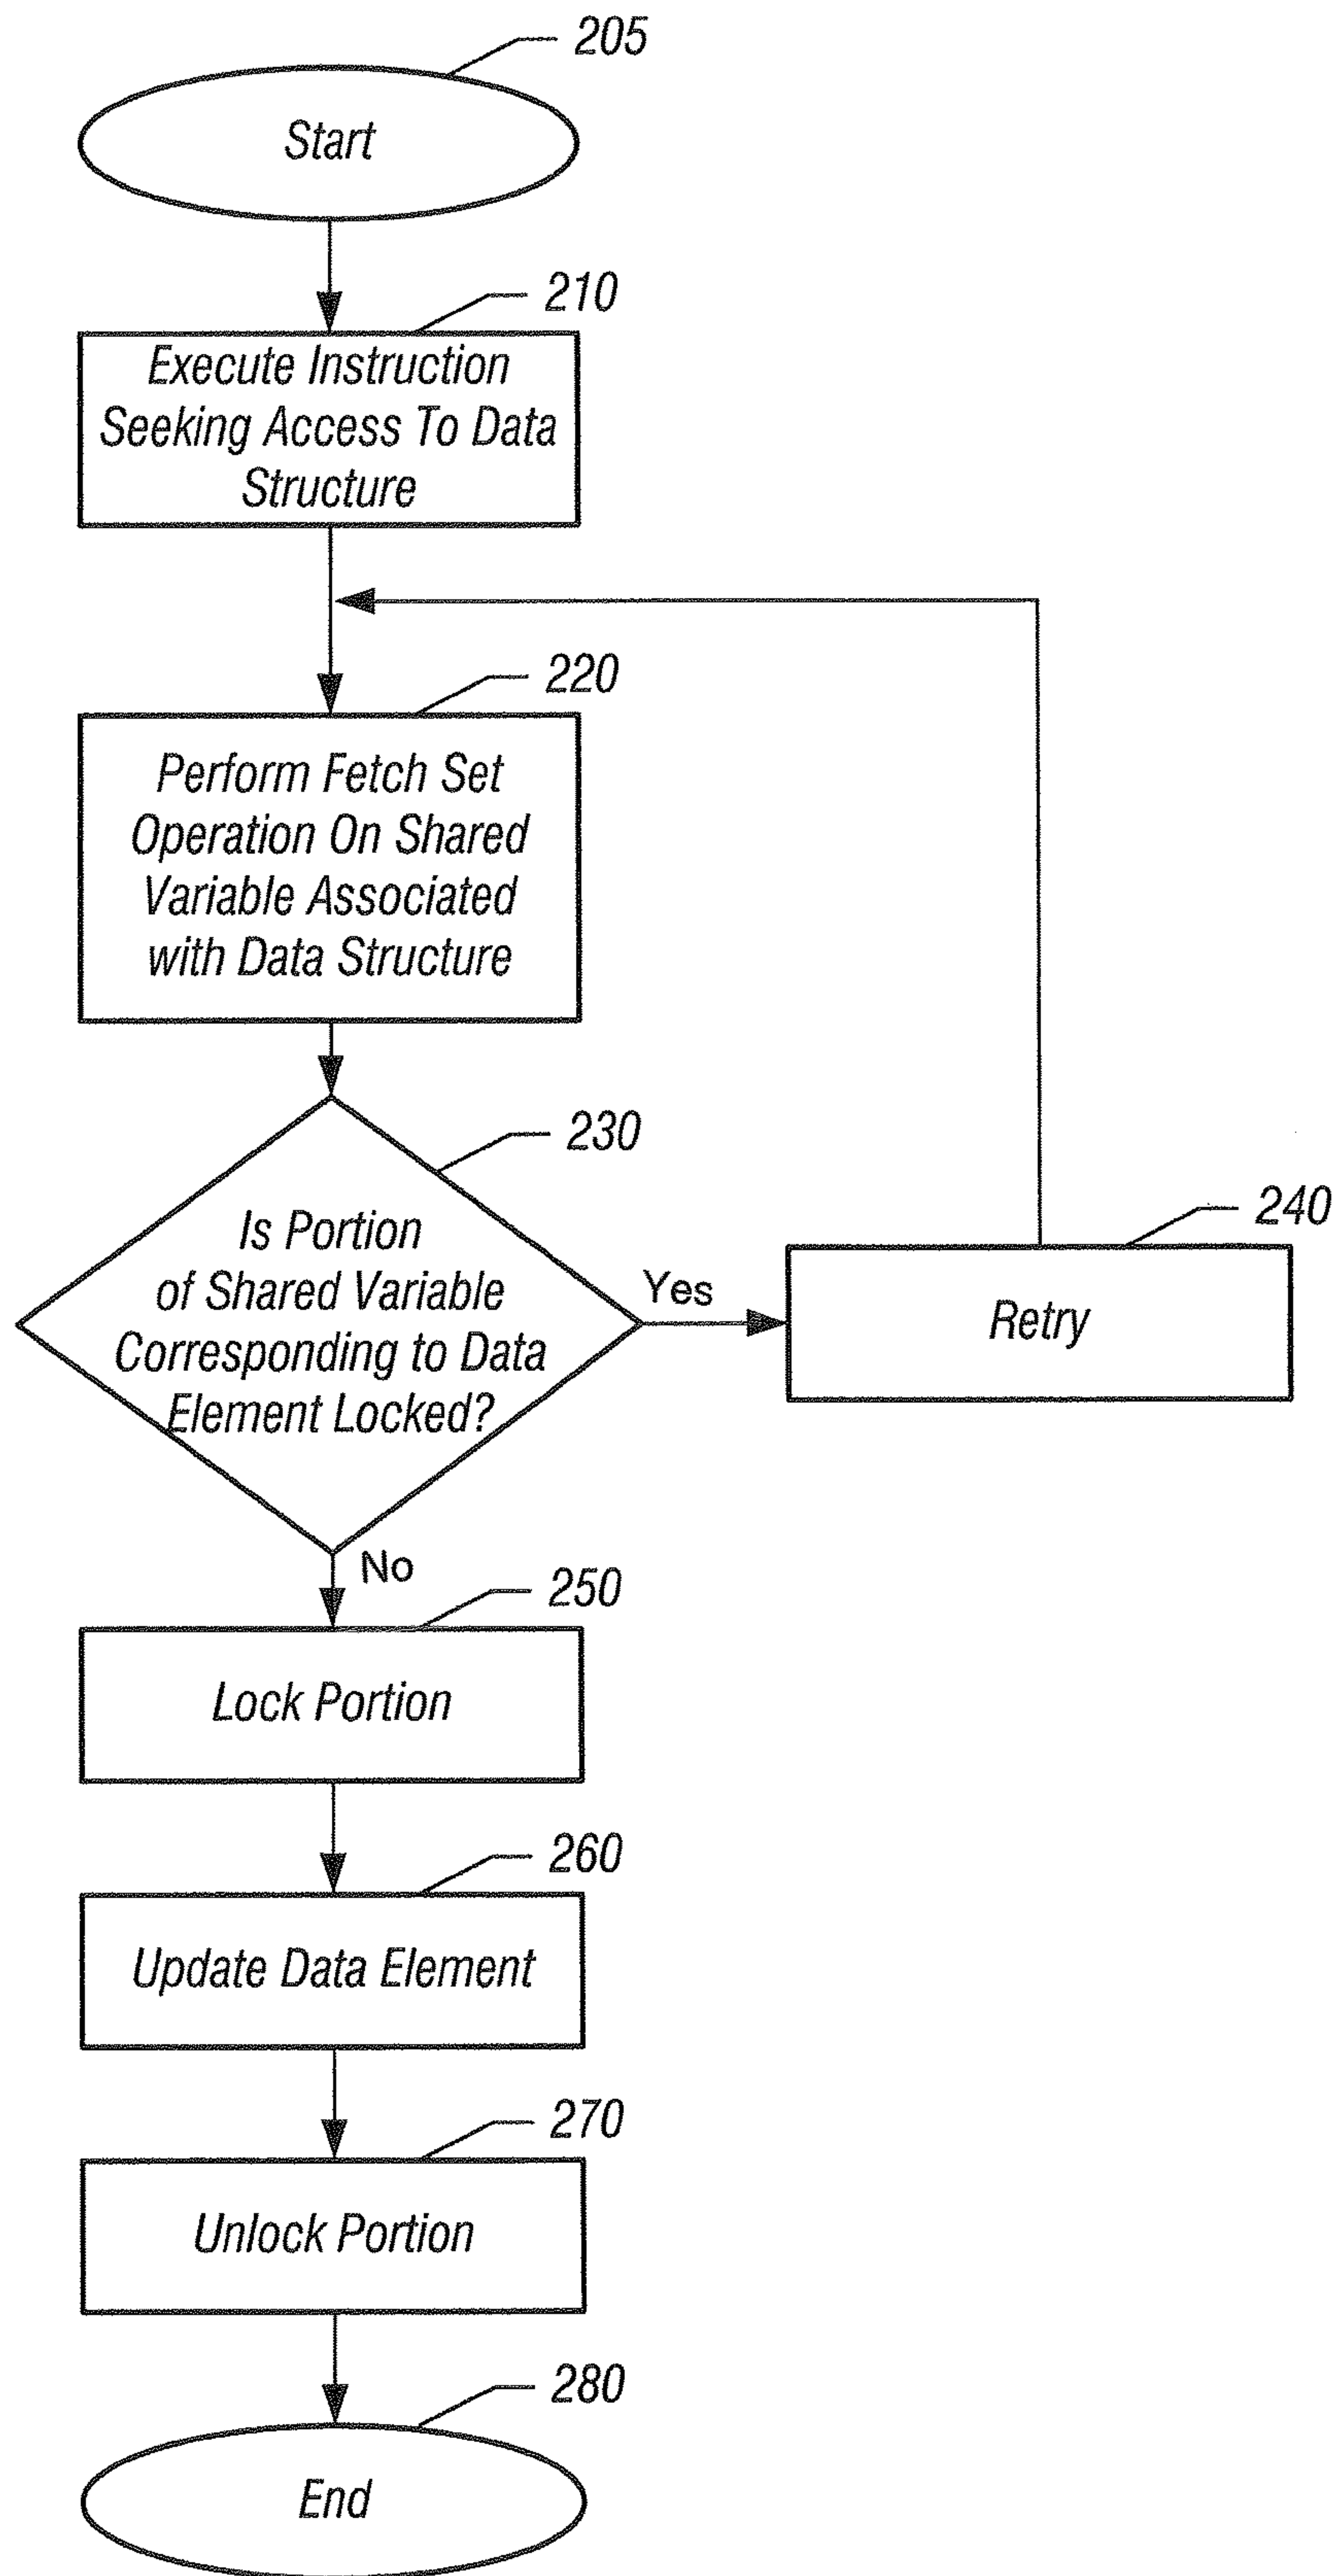 205
Start
210
Execute Instruction
Seeking Access To Data
Structure
220
Perform Fetch Set
Operation On Shared
Variable Associated
with Data Structure
230
Is Portion
of Shared Variable
Corresponding to Data
Element Locked?
Yes
240
Retry
No
250
Lock Portion
260
Update Data Element
270
Unlock Portion
280
End